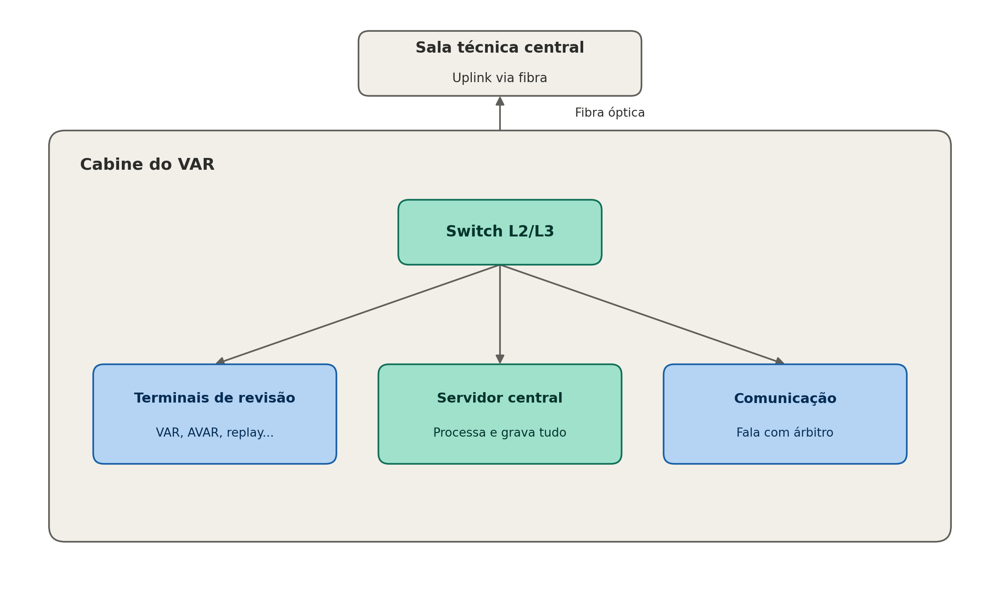 Sala técnica central
Uplink via fibra
Fibra óptica
Cabine do VAR
Switch L2/L3
Terminais de revisão
VAR, AVAR, replay...
Servidor central
Processa e grava tudo
Comunicação
Fala com árbitro